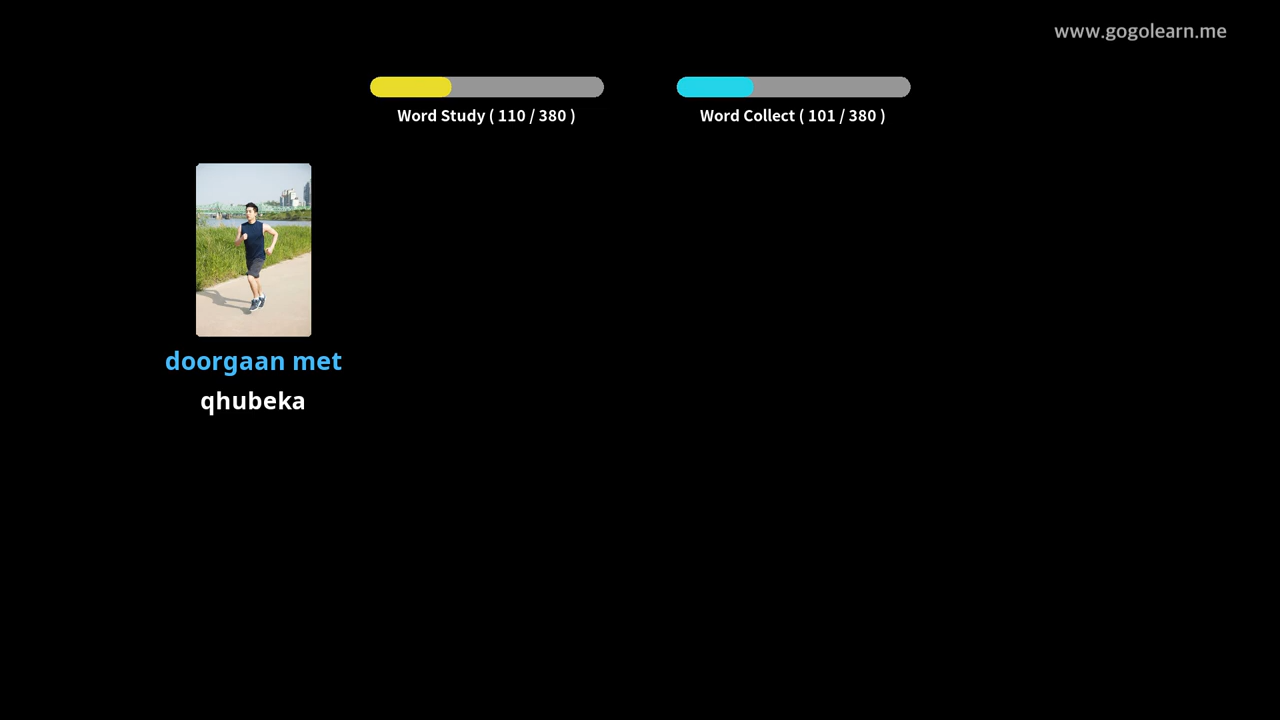 www.gogolearn.me
Word Study ( 110 / 380 )
Word Collect ( 101 / 380 )
doorgaan met
qhubeka